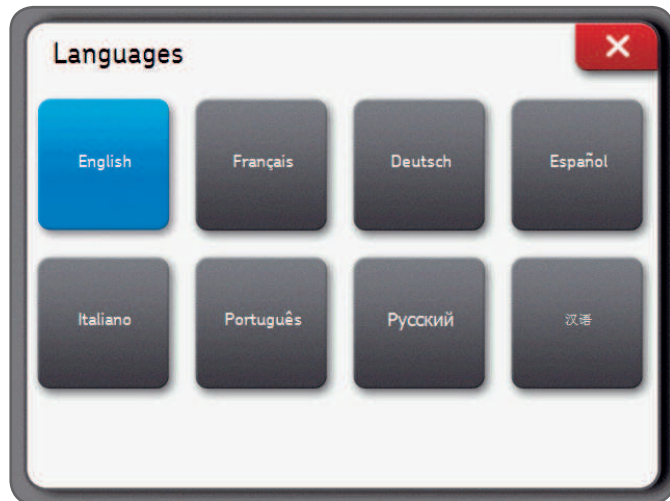 Languages
English
Français
Deutsch
Español
Italiano
Português
Русский
汉语